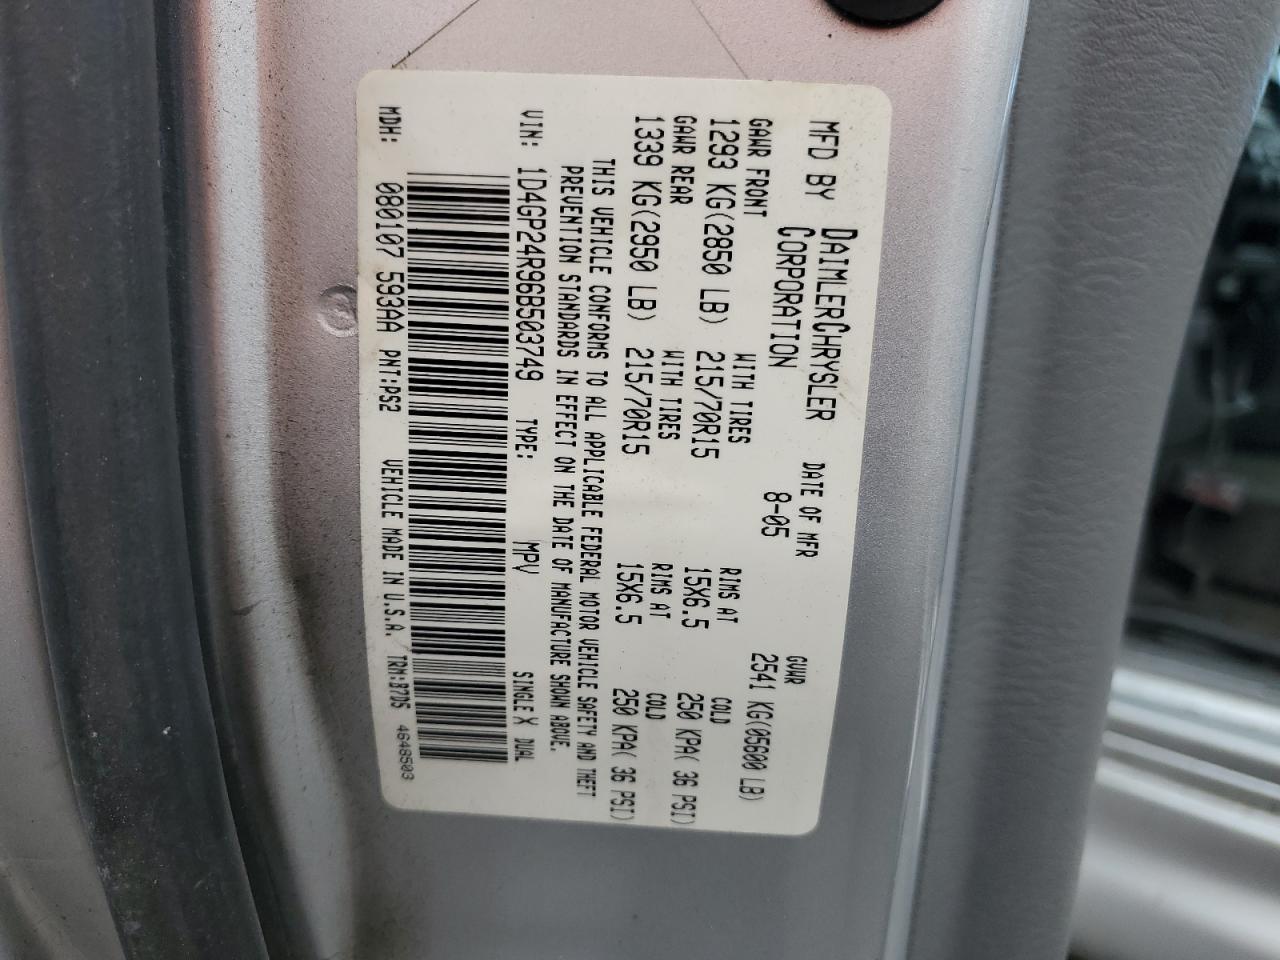 MFD BY DAIMLERCHRYSLER CORPORATION DATE OF MFR 8-05 GVWR 2541 KG(05600 LB)
GAWR FRONT WITH TIRES RIMS AT COLD
1293 KG(2850 LB) 215/70R15 15X6.5 250 KPA( 36 PSI)
GAWR REAR WITH TIRES RIMS AT COLD
1339 KG(2950 LB) 215/70R15 15X6.5 250 KPA( 36 PSI)
THIS VEHICLE CONFORMS TO ALL APPLICABLE FEDERAL MOTOR VEHICLE SAFETY AND THEFT
PREVENTION STANDARDS IN EFFECT ON THE DATE OF MANUFACTURE SHOWN ABOVE.
VIN: 1D4GP24R96B503749 TYPE: MPV SINGLE X DUAL
MDH: 080107 593AA PNT:PS2 VEHICLE MADE IN U.S.A. TRM:B7D5 4648503